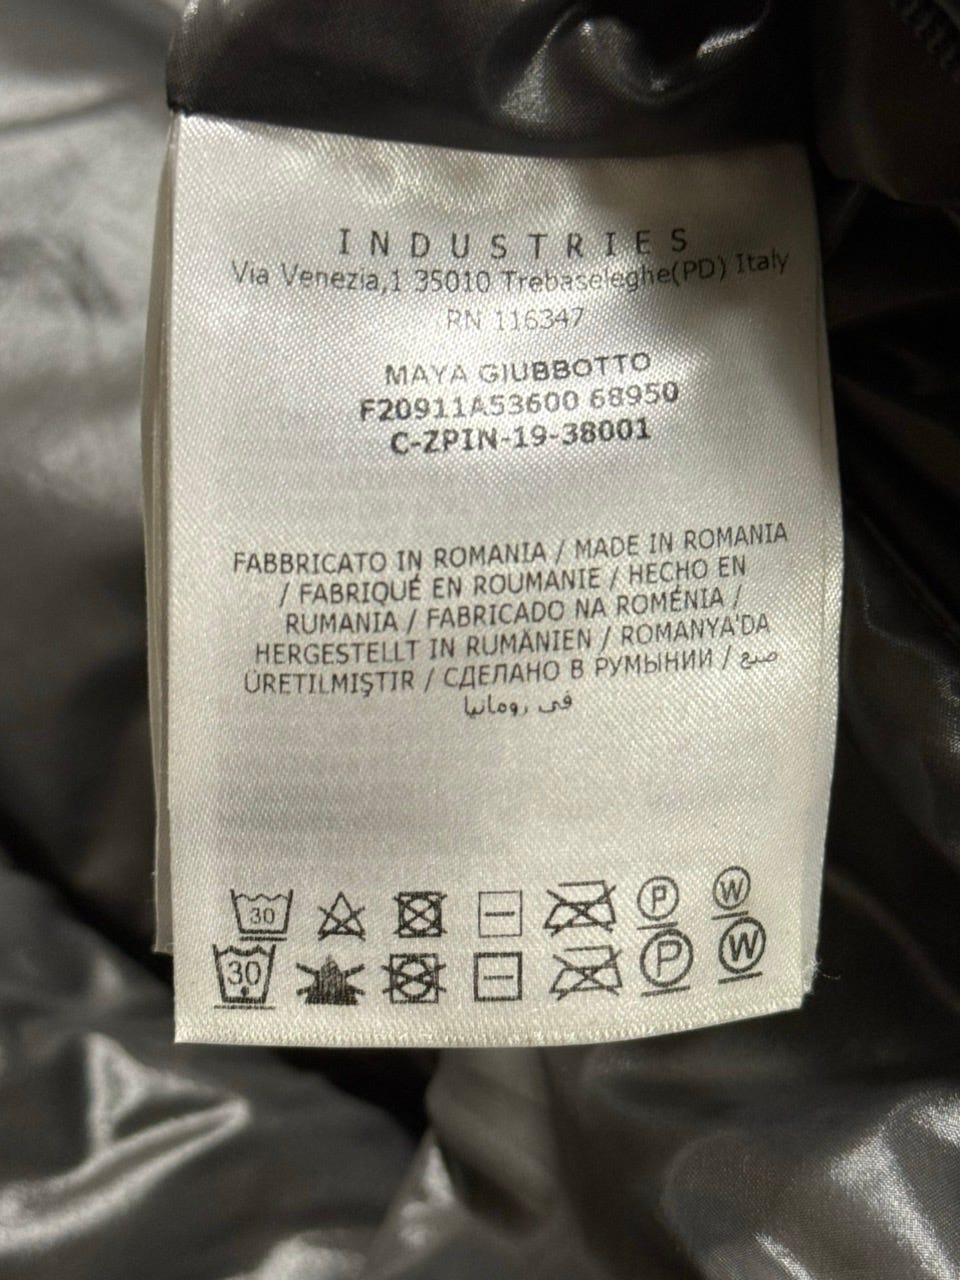 INDUSTRIES
Via Venezia,1 35010 Trebaseleghe(PD) Italy
RN 116347
MAYA GIUBBOTTO
F20911A53600 68950
C-ZPIN-19-38001
FABBRICATO IN ROMANIA / MADE IN ROMANIA
/ FABRIQUÉ EN ROUMANIE / HECHO EN
RUMANIA / FABRICADO NA ROMÉNIA /
HERGESTELLT IN RUMÄNIEN / ROMANYA'DA
ÜRETILMIŞTIR / СДЕЛАНО В РУМЫНИИ / صنع
في رومانيا
30 P W
30 P W